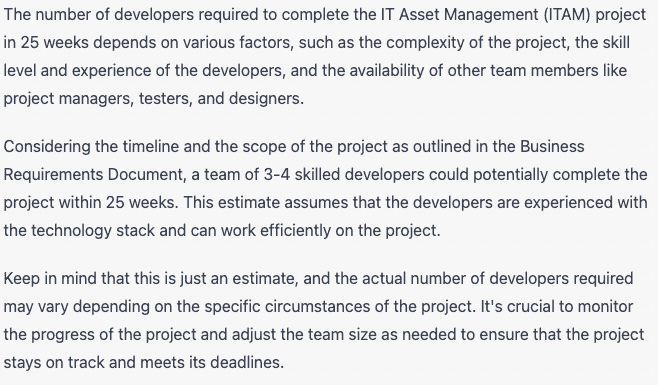 The number of developers required to complete the IT Asset Management (ITAM) project
in 25 weeks depends on various factors, such as the complexity of the project, the skill
level and experience of the developers, and the availability of other team members like
project managers, testers, and designers.
Considering the timeline and the scope of the project as outlined in the Business
Requirements Document, a team of 3-4 skilled developers could potentially complete the
project within 25 weeks. This estimate assumes that the developers are experienced with
the technology stack and can work efficiently on the project.
Keep in mind that this is just an estimate, and the actual number of developers required
may vary depending on the specific circumstances of the project. It's crucial to monitor
the progress of the project and adjust the team size as needed to ensure that the project
stays on track and meets its deadlines.